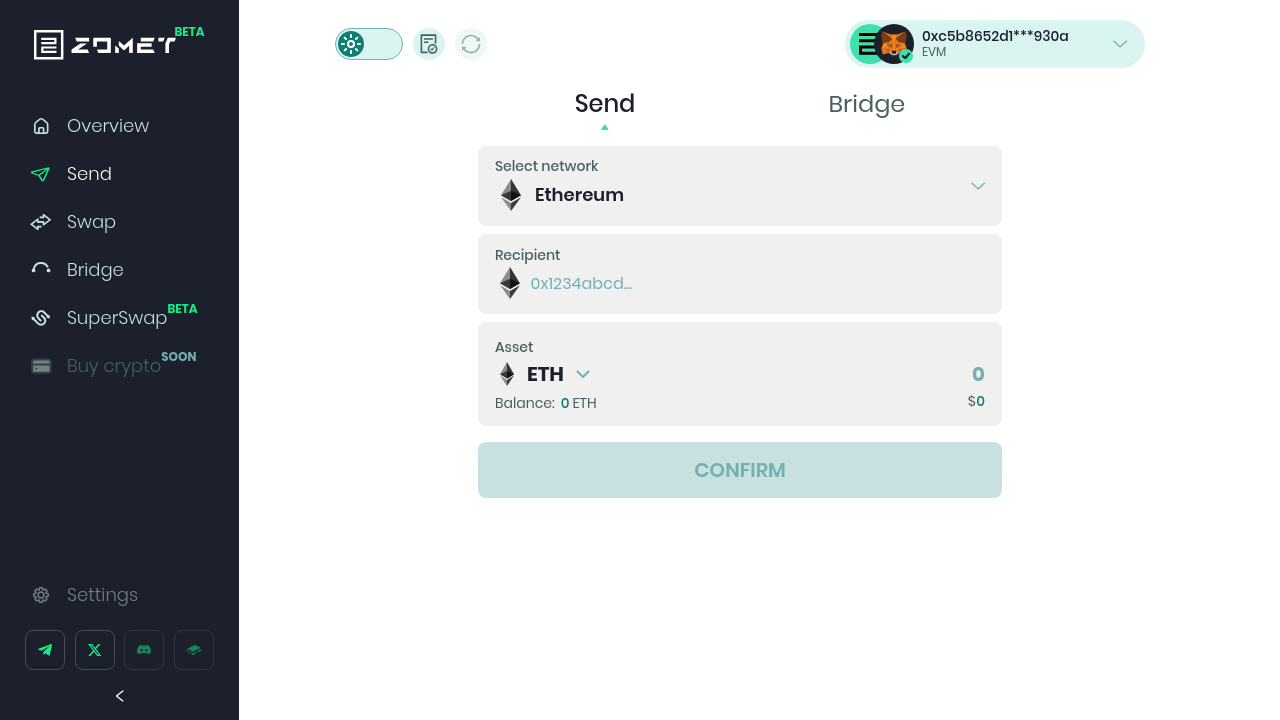 ZOMET BETA
Overview
Send
Swap
Bridge
SuperSwap BETA
Buy crypto SOON
Settings
0xc5b8652d1***930a
EVM
Send Bridge
Select network
Ethereum
Recipient
0x1234abcd...
Asset
ETH 0
Balance: 0 ETH $0
CONFIRM